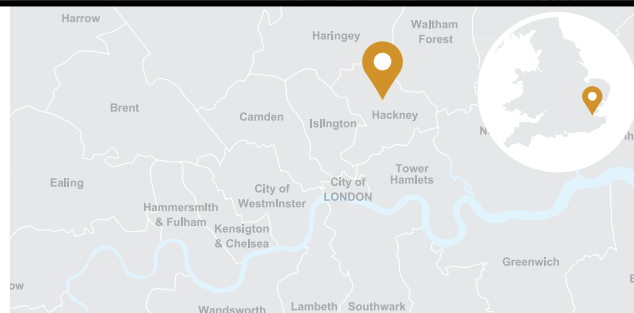 Harrow
Waltham
Forest
Haringey
Brent
Camden
Islington
Hackney
N
Ealing
Tower
Hamlets
City of
Westminster
City of
LONDON
Hammersmith
& Fulham
Kensigton
& Chelsea
Greenwich
ow
Wandsworth
Lambeth
Southwark